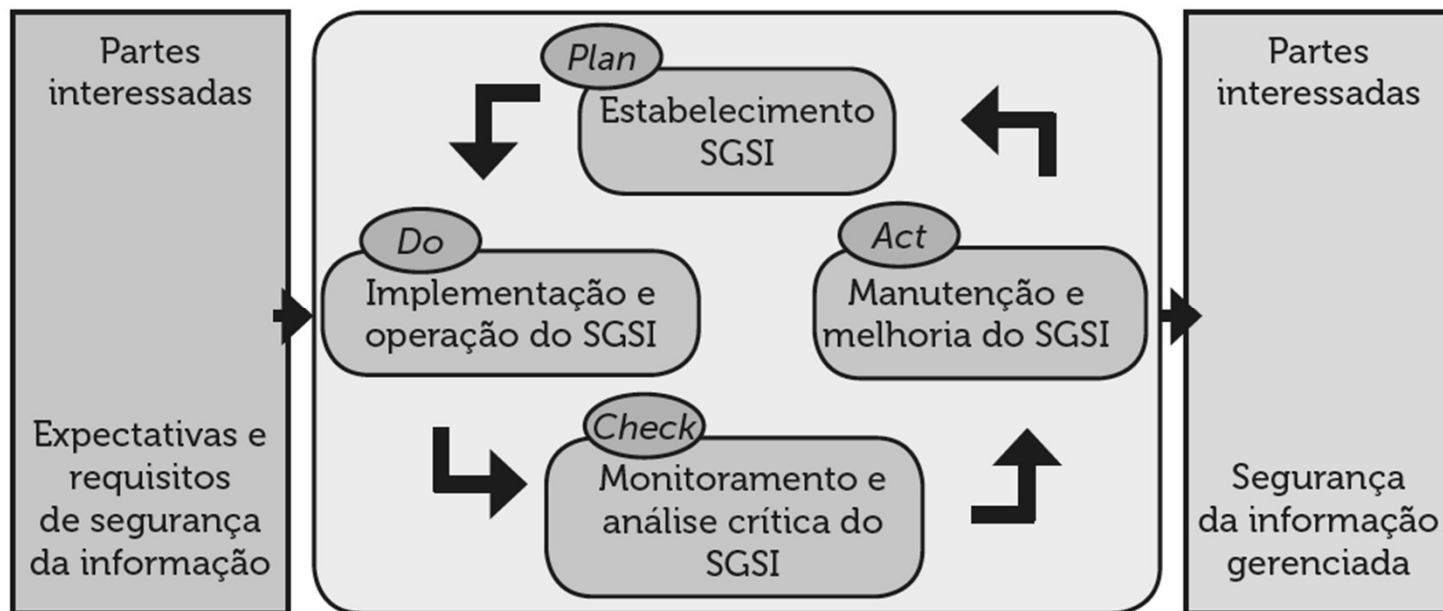 Partes
interessadas
Expectativas e
requisitos
de segurança
da informação
Plan
Estabelecimento
SGSI
Do
Implementação e
operação do SGSI
Check
Monitoramento e
análise crítica do
SGSI
Act
Manutenção e
melhoria do SGSI
Partes
interessadas
Segurança
da informação
gerenciada